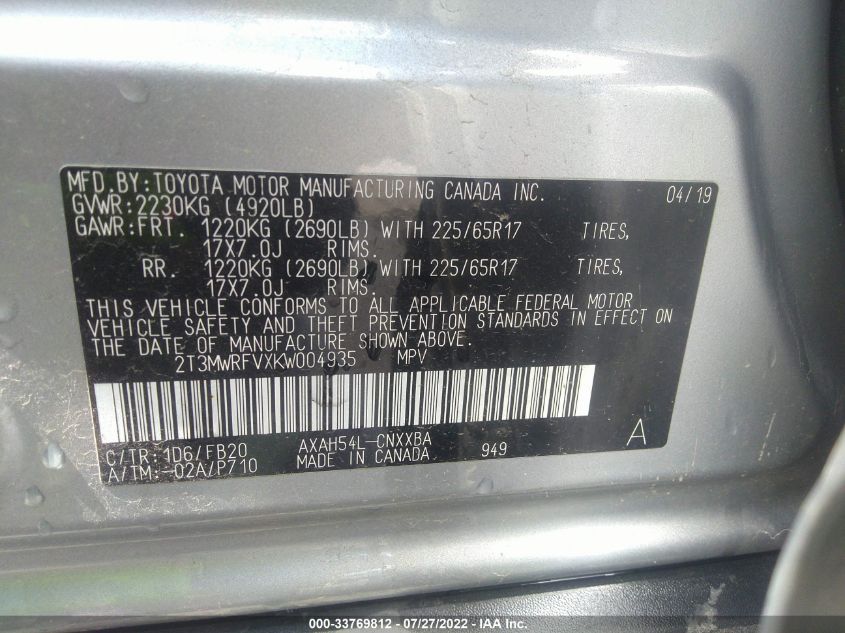 MFD.BY:TOYOTA MOTOR MANUFACTURING CANADA INC. 04/19
GVWR:2230KG (4920LB)
GAWR:FRT. 1220KG (2690LB) WITH 225/65R17 TIRES,
17X7.0J RIMS.
RR. 1220KG (2690LB) WITH 225/65R17 TIRES,
17X7.0J RIMS.
THIS VEHICLE CONFORMS TO ALL APPLICABLE FEDERAL MOTOR
VEHICLE SAFETY AND THEFT PREVENTION STANDARDS IN EFFECT ON
THE DATE OF MANUFACTURE SHOWN ABOVE.
2T3MWRFVXKW004935 MPV
C/TR:1D6/FB20 AXAH54L-CNXXBA A
A/TM:-02A/P710 MADE IN CANADA 949
000-33769812 - 07/27/2022 - IAA Inc.